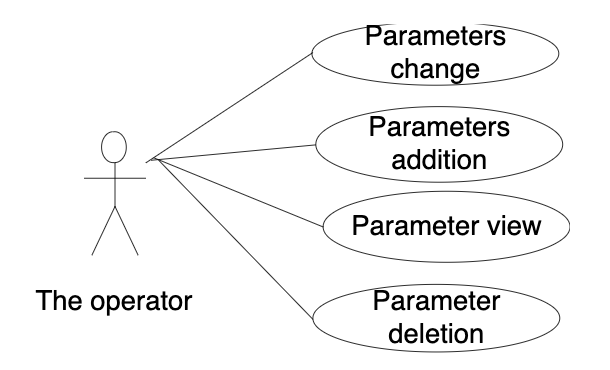 Parameters
change
Parameters
addition
Parameter view
The operator
Parameter
deletion